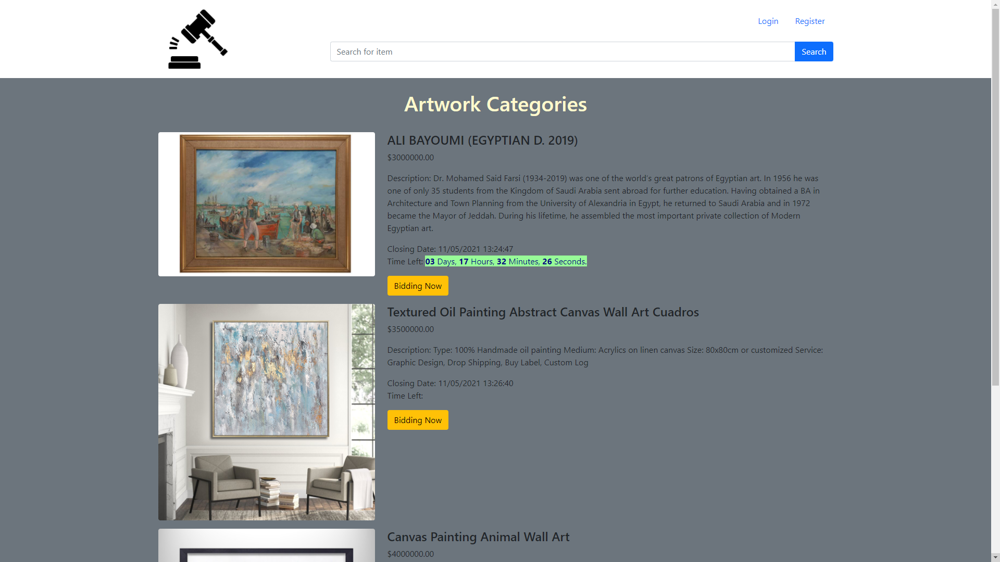 Login Register
Search for item Search
Artwork Categories
ALI BAYOUMI (EGYPTIAN D. 2019)
$3000000.00
Description: Dr. Mohamed Said Farsi (1934-2019) was one of the world's great patrons of Egyptian art. In 1956 he was
one of only 35 students from the Kingdom of Saudi Arabia sent abroad for further education. Having obtained a BA in
Architecture and Town Planning from the University of Alexandria in Egypt, he returned to Saudi Arabia and in 1972
became the Mayor of Jeddah. During his lifetime, he assembled the most important private collection of Modern
Egyptian art.
Closing Date: 11/05/2021 13:24:47
Time Left: 03 Days, 17 Hours, 32 Minutes, 26 Seconds.
Bidding Now
Textured Oil Painting Abstract Canvas Wall Art Cuadros
$3500000.00
Description: Type: 100% Handmade oil painting Medium: Acrylics on linen canvas Size: 80x80cm or customized Service:
Graphic Design, Drop Shipping, Buy Label, Custom Log
Closing Date: 11/05/2021 13:26:40
Time Left:
Bidding Now
Canvas Painting Animal Wall Art
$4000000.00